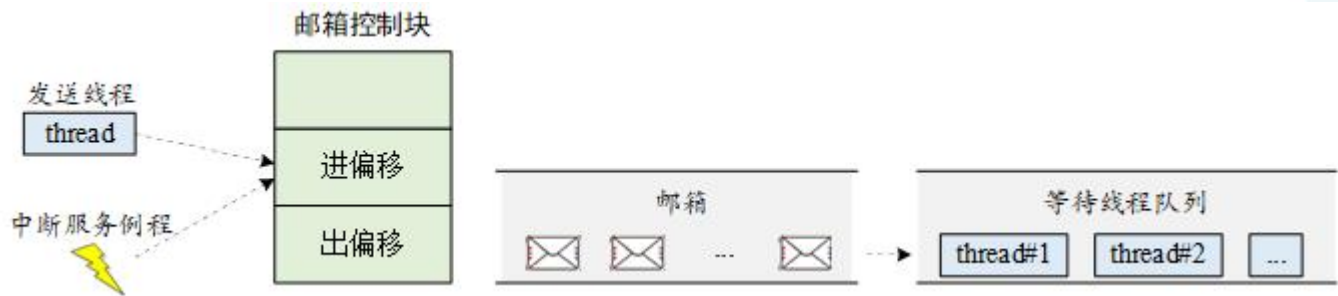 邮箱控制块
发送线程
thread
进偏移
中断服务例程
出偏移
邮箱
...
等待线程队列
thread#1
thread#2
...